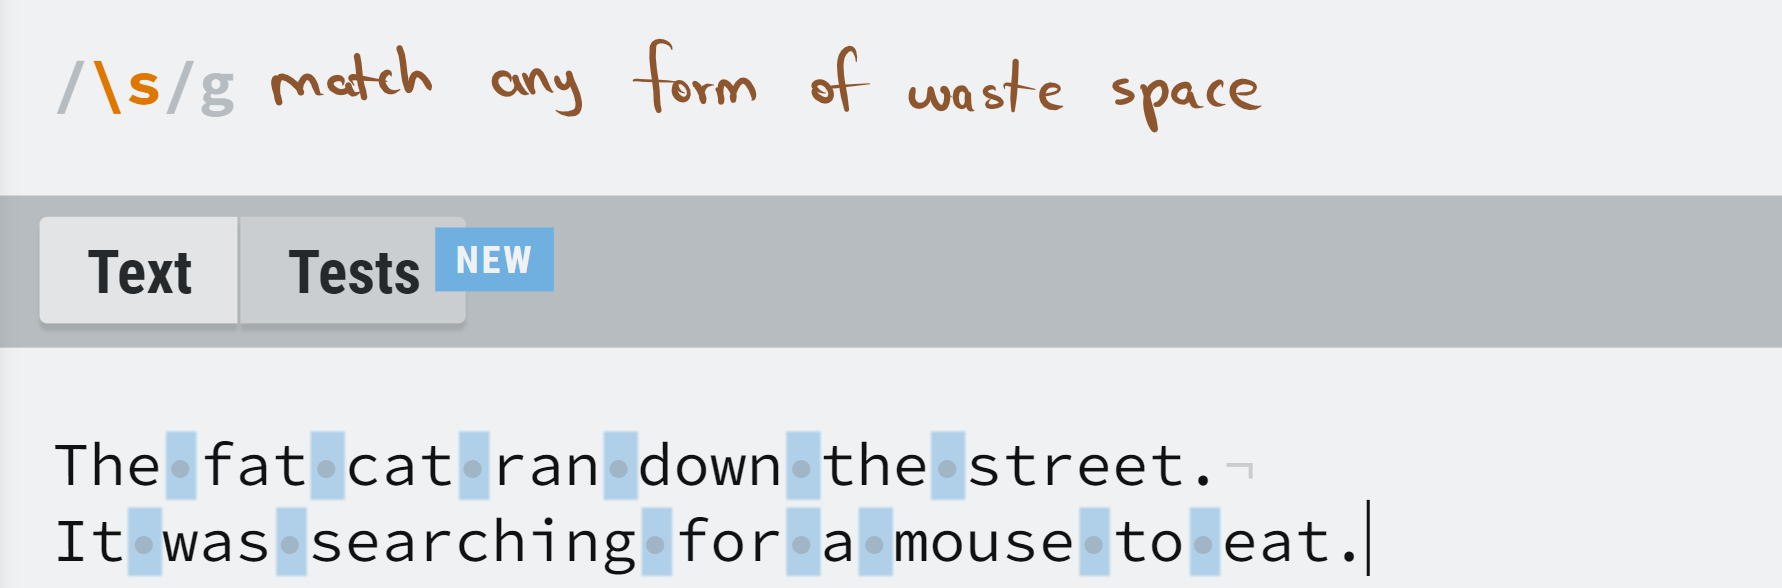 /\s/g match any form of waste space
Text Tests NEW
The·fat·cat·ran·down·the·street.¬
It·was·searching·for·a·mouse·to·eat.